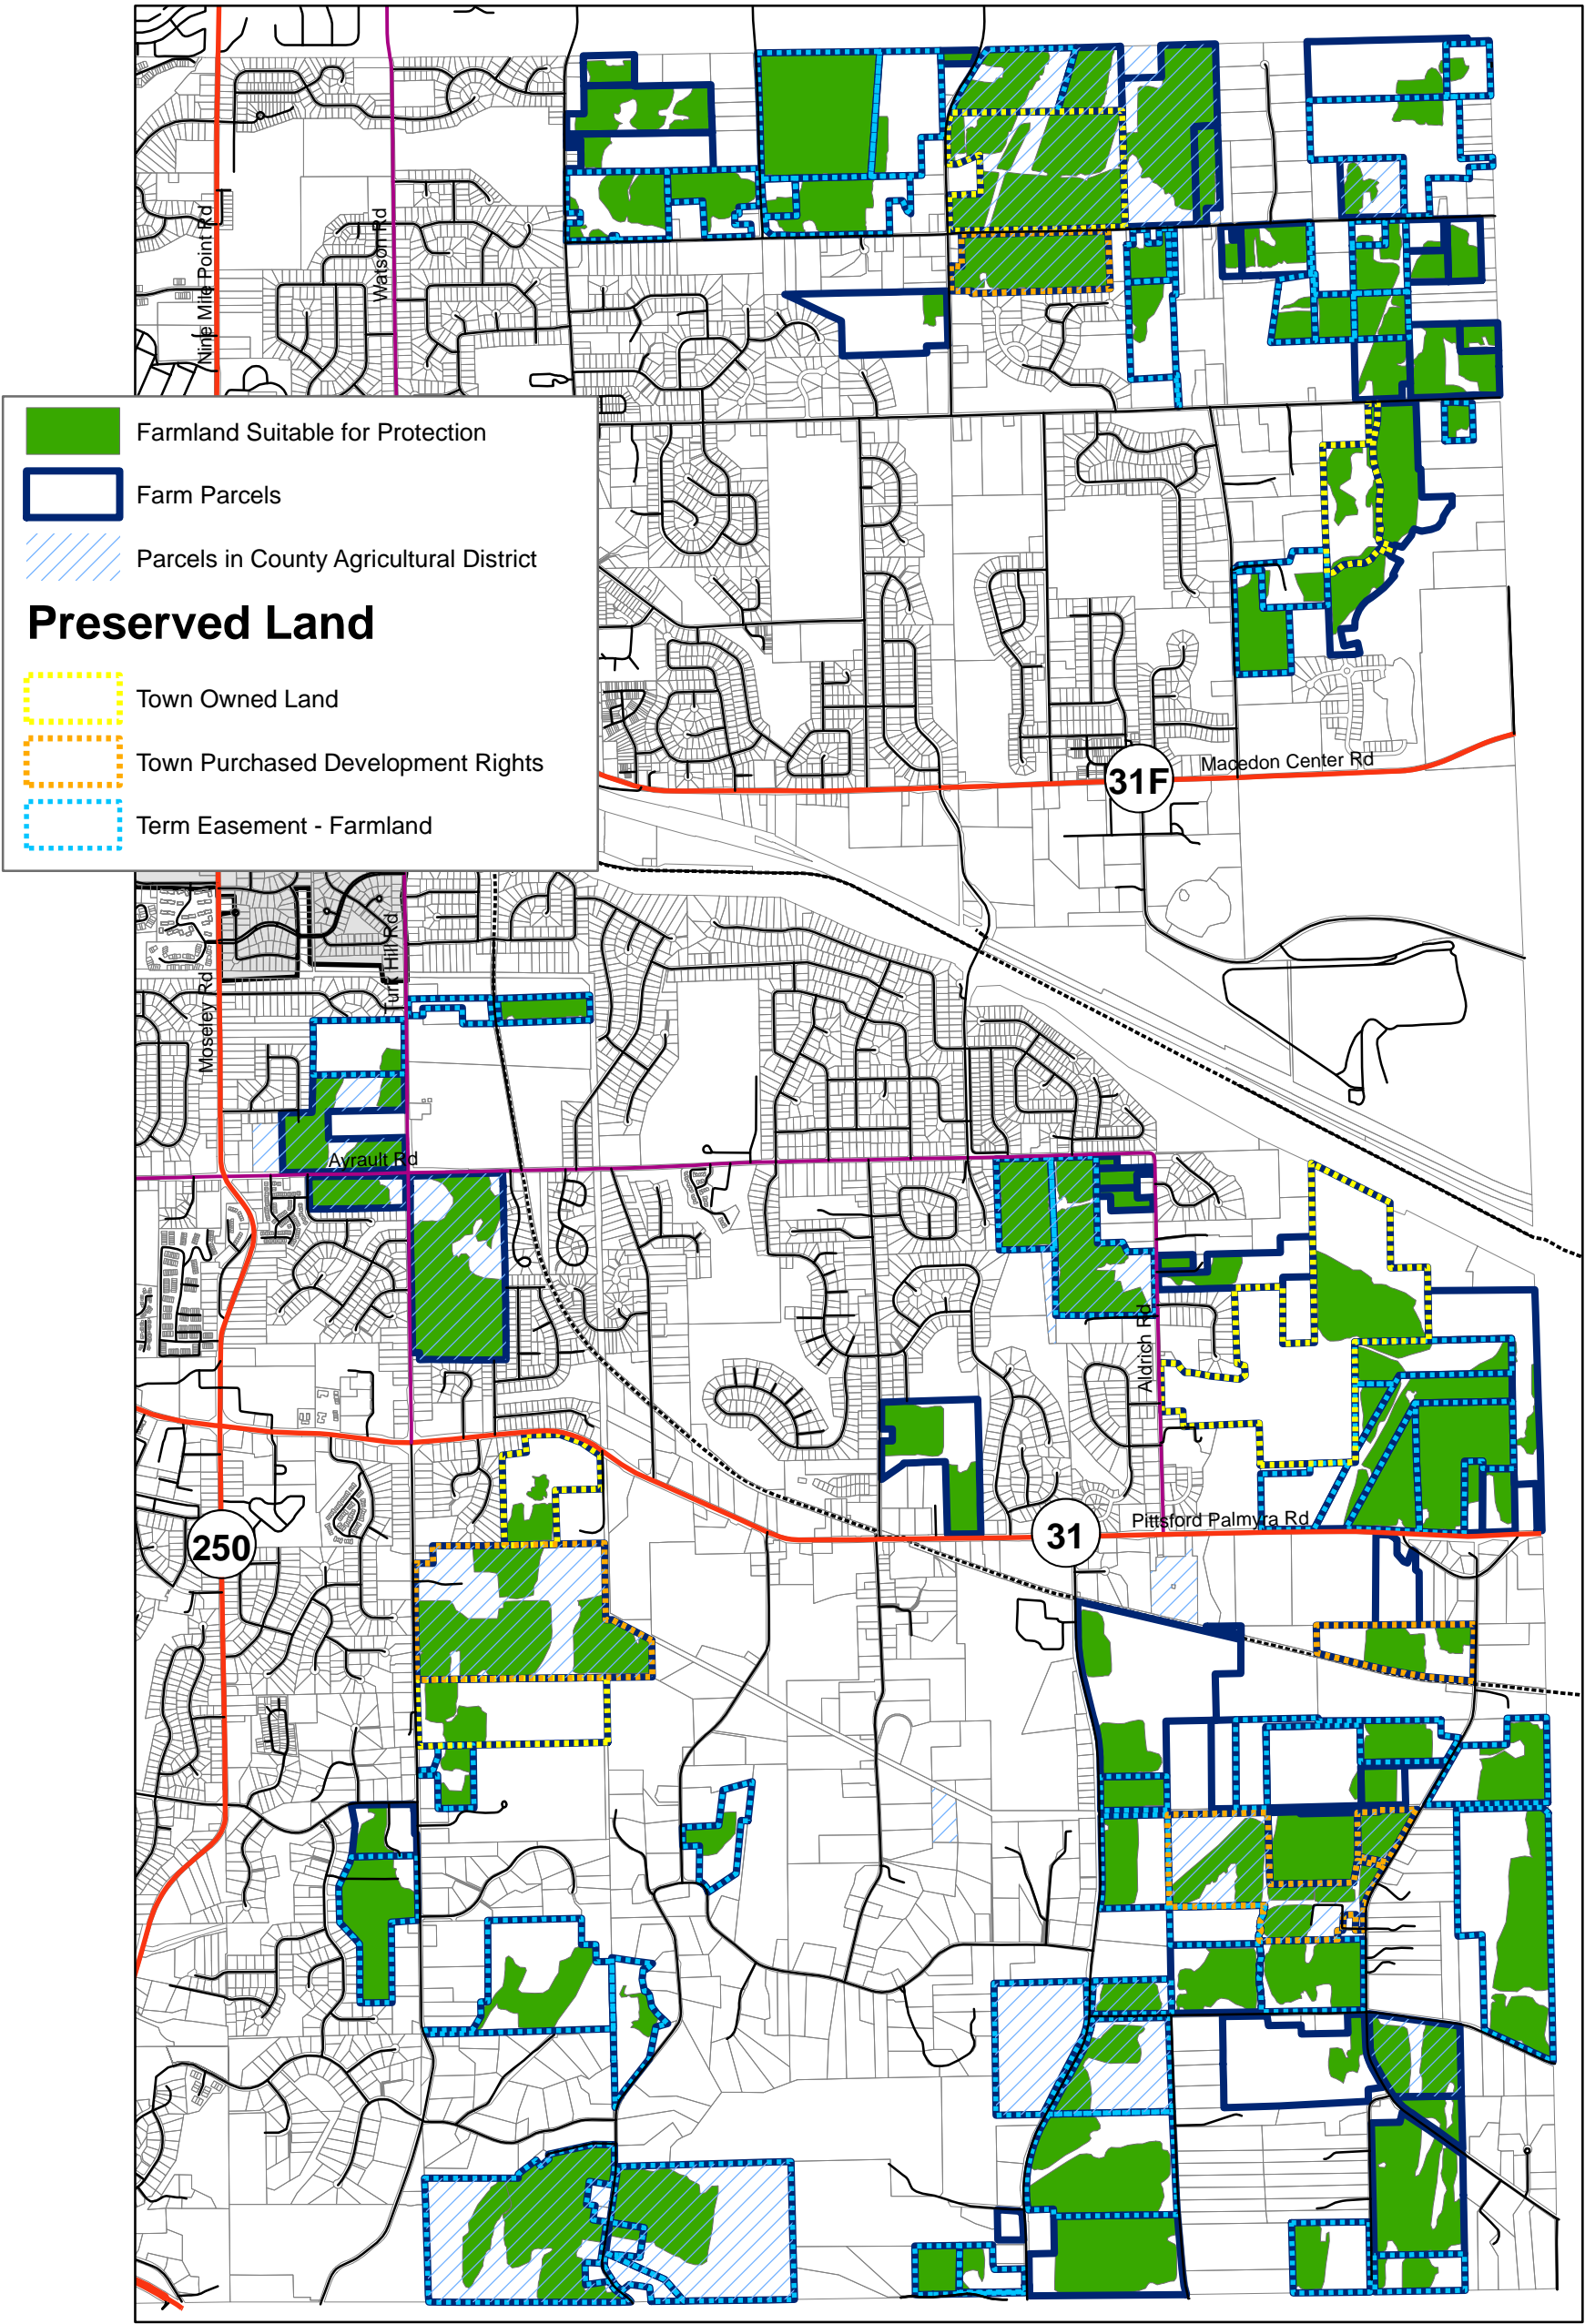 Nine Mile Point Rd
Watson Rd
Farmland Suitable for Protection
Farm Parcels
Parcels in County Agricultural District
Preserved Land
Town Owned Land
Town Purchased Development Rights
Term Easement - Farmland
31F
Macedon Center Rd
Turk Hill Rd
Moseley Rd
Ayrault Rd
Aldrich Rd
250
31
Pittsford Palmyra Rd